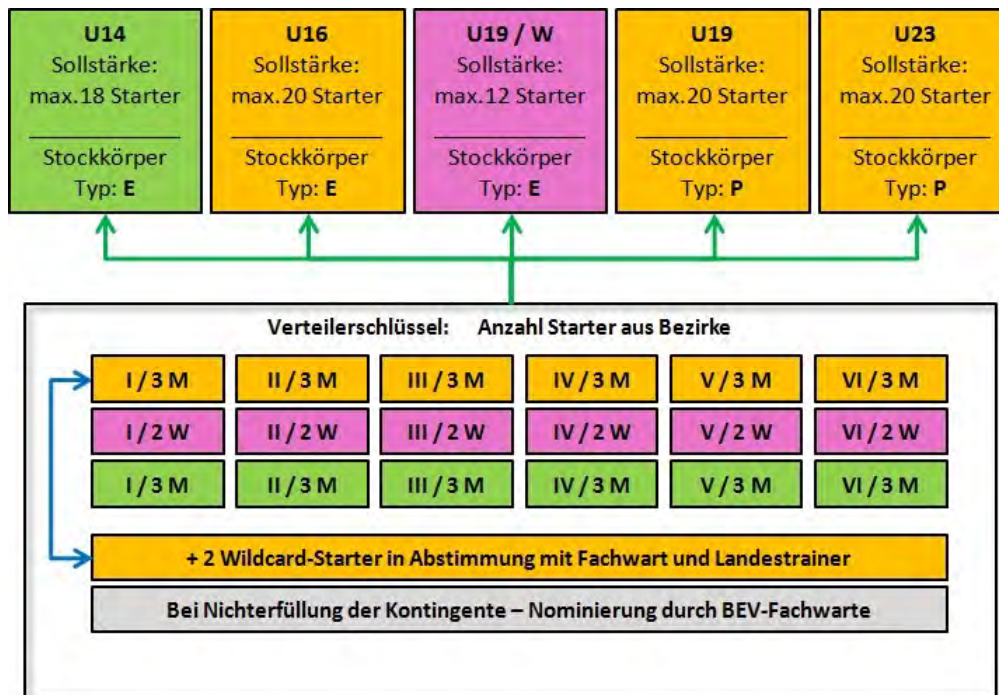 U14
Sollstärke:
max.18 Starter
Stockkörper
Typ: E
U16
Sollstärke:
max.20 Starter
Stockkörper
Typ: E
U19 / W
Sollstärke:
max.12 Starter
Stockkörper
Typ: E
U19
Sollstärke:
max.20 Starter
Stockkörper
Typ: P
U23
Sollstärke:
max.20 Starter
Stockkörper
Typ: P
Verteilerschlüssel: Anzahl Starter aus Bezirke
I / 3 M II / 3 M III / 3 M IV / 3 M V / 3 M VI / 3 M
I / 2 W II / 2 W III / 2 W IV / 2 W V / 2 W VI / 2 W
I / 3 M II / 3 M III / 3 M IV / 3 M V / 3 M VI / 3 M
+ 2 Wildcard-Starter in Abstimmung mit Fachwart und Landestrainer
Bei Nichterfüllung der Kontingente – Nominierung durch BEV-Fachwarte